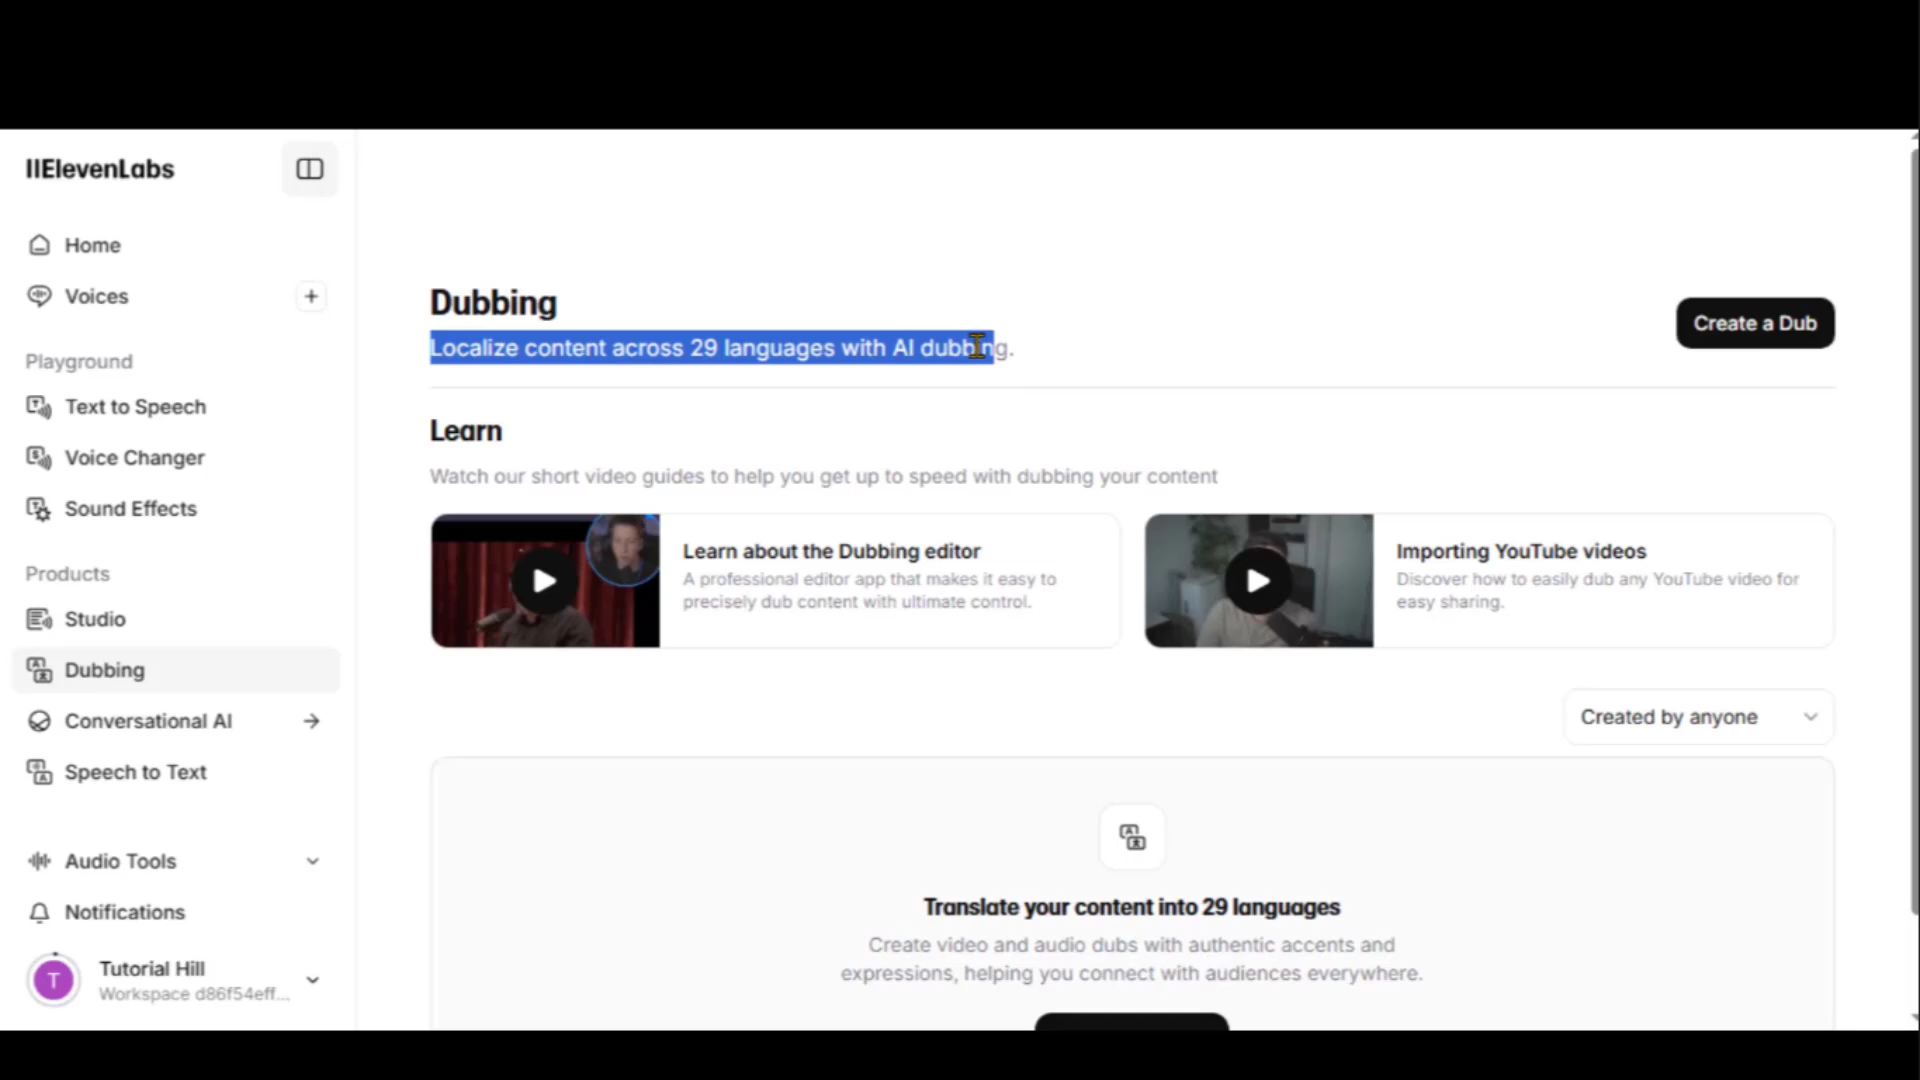 IIElevenLabs
Home
Voices
Playground
Text to Speech
Voice Changer
Sound Effects
Products
Studio
Dubbing
Conversational AI
Speech to Text
Audio Tools
Notifications
T
Tutorial Hill
Workspace d86f54eff...
Dubbing
Localize content across 29 languages with AI dubbing.
Create a Dub
Learn
Watch our short video guides to help you get up to speed with dubbing your content
Learn about the Dubbing editor
A professional editor app that makes it easy to
precisely dub content with ultimate control.
Importing YouTube videos
Discover how to easily dub any YouTube video for
easy sharing.
Created by anyone
Translate your content into 29 languages
Create video and audio dubs with authentic accents and
expressions, helping you connect with audiences everywhere.